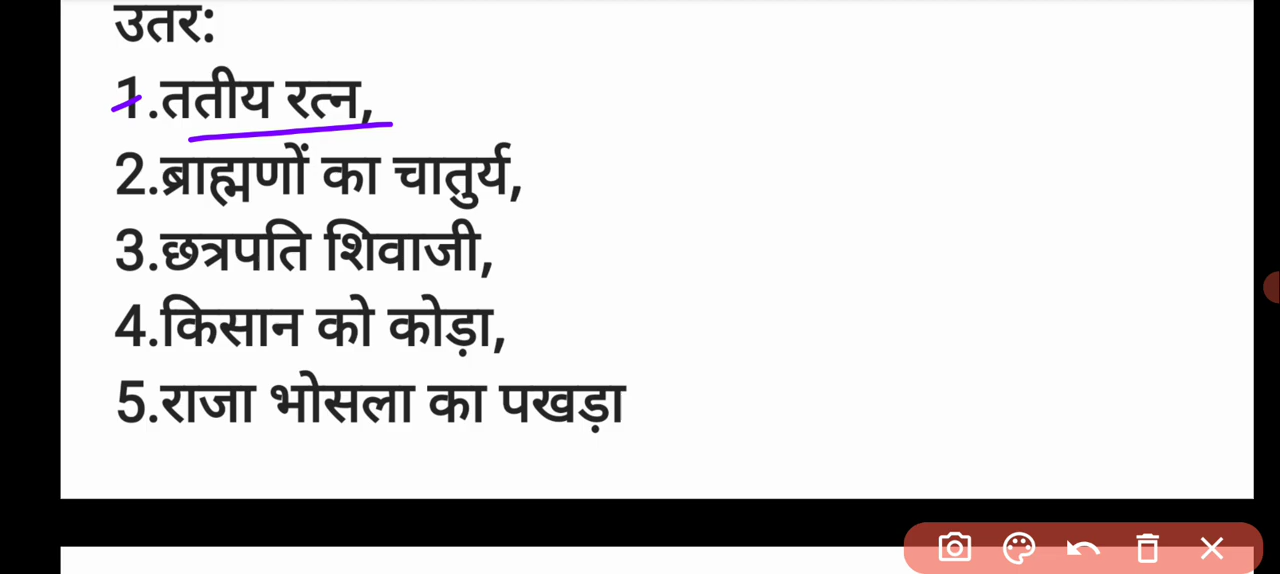 उतर:
1.ततीय रत्न,
2.ब्राह्मणों का चातुर्य,
3.छत्रपति शिवाजी,
4.किसान को कोड़ा,
5.राजा भोसला का पखड़ा